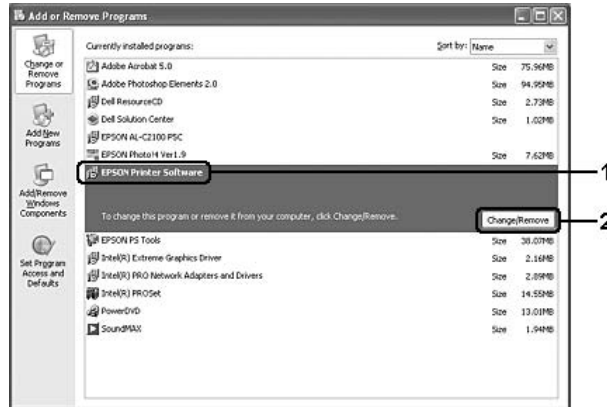 Add or Remove Programs
Change or
Remove
Programs
Add New
Programs
Add/Remove
Windows
Components
Set Program
Access and
Defaults
Currently installed programs: Sort by: Name
Adobe Acrobat 5.0 Size 75.96MB
Adobe Photoshop Elements 2.0 Size 94.95MB
Dell ResourceCD Size 2.73MB
Dell Solution Center Size 1.02MB
EPSON AL-C2100 PSC
EPSON Photo!4 Ver1.9 Size 7.62MB
EPSON Printer Software 1
To change this program or remove it from your computer, click Change/Remove. Change/Remove 2
EPSON PS Tools Size 38.07MB
Intel(R) Extreme Graphics Driver Size 2.16MB
Intel(R) PRO Network Adapters and Drivers Size 2.89MB
Intel(R) PROSet Size 14.55MB
PowerDVD Size 13.01MB
SoundMAX Size 1.94MB